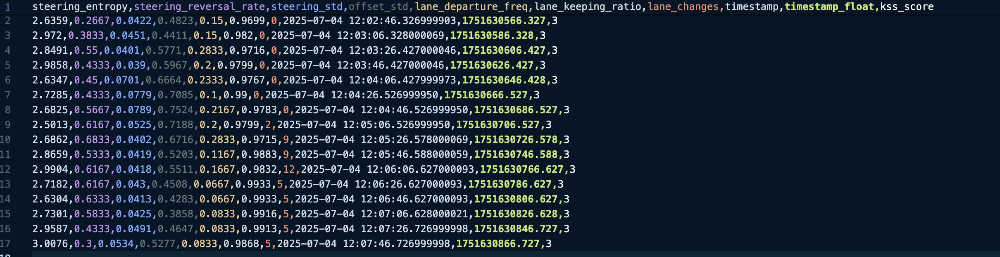 1 steering_entropy,steering_reversal_rate,steering_std,offset_std,lane_departure_freq,lane_keeping_ratio,lane_changes,timestamp,timestamp_float,kss_score
2 2.6359,0.2667,0.0422,0.4823,0.15,0.9699,0,2025-07-04 12:02:46.326999903,1751630566.327,3
3 2.972,0.3833,0.0451,0.4411,0.15,0.982,0,2025-07-04 12:03:06.328000069,1751630586.328,3
4 2.8491,0.55,0.0401,0.5771,0.2833,0.9716,0,2025-07-04 12:03:26.427000046,1751630606.427,3
5 2.9858,0.4333,0.039,0.5967,0.2,0.9799,0,2025-07-04 12:03:46.427000046,1751630626.427,3
6 2.6347,0.45,0.0701,0.6664,0.2333,0.9767,0,2025-07-04 12:04:06.427999973,1751630646.428,3
7 2.7285,0.4333,0.0779,0.7085,0.1,0.99,0,2025-07-04 12:04:26.526999950,1751630666.527,3
8 2.6825,0.5667,0.0789,0.7524,0.2167,0.9783,0,2025-07-04 12:04:46.526999950,1751630686.527,3
9 2.5013,0.6167,0.0525,0.7188,0.2,0.9799,2,2025-07-04 12:05:06.526999950,1751630706.527,3
10 2.6862,0.6833,0.0402,0.6716,0.2833,0.9715,9,2025-07-04 12:05:26.578000069,1751630726.578,3
11 2.8659,0.5333,0.0419,0.5203,0.1167,0.9883,9,2025-07-04 12:05:46.588000059,1751630746.588,3
12 2.9904,0.6167,0.0418,0.5511,0.1667,0.9832,12,2025-07-04 12:06:06.627000093,1751630766.627,3
13 2.7182,0.6167,0.043,0.4508,0.0667,0.9933,5,2025-07-04 12:06:26.627000093,1751630786.627,3
14 2.6304,0.6333,0.0413,0.4283,0.0667,0.9933,5,2025-07-04 12:06:46.627000093,1751630806.627,3
15 2.7301,0.5833,0.0425,0.3858,0.0833,0.9916,5,2025-07-04 12:07:06.628000021,1751630826.628,3
16 2.9587,0.4333,0.0491,0.4647,0.0833,0.9913,5,2025-07-04 12:07:26.726999998,1751630846.727,3
17 3.0076,0.3,0.0534,0.5277,0.0833,0.9868,5,2025-07-04 12:07:46.726999998,1751630866.727,3